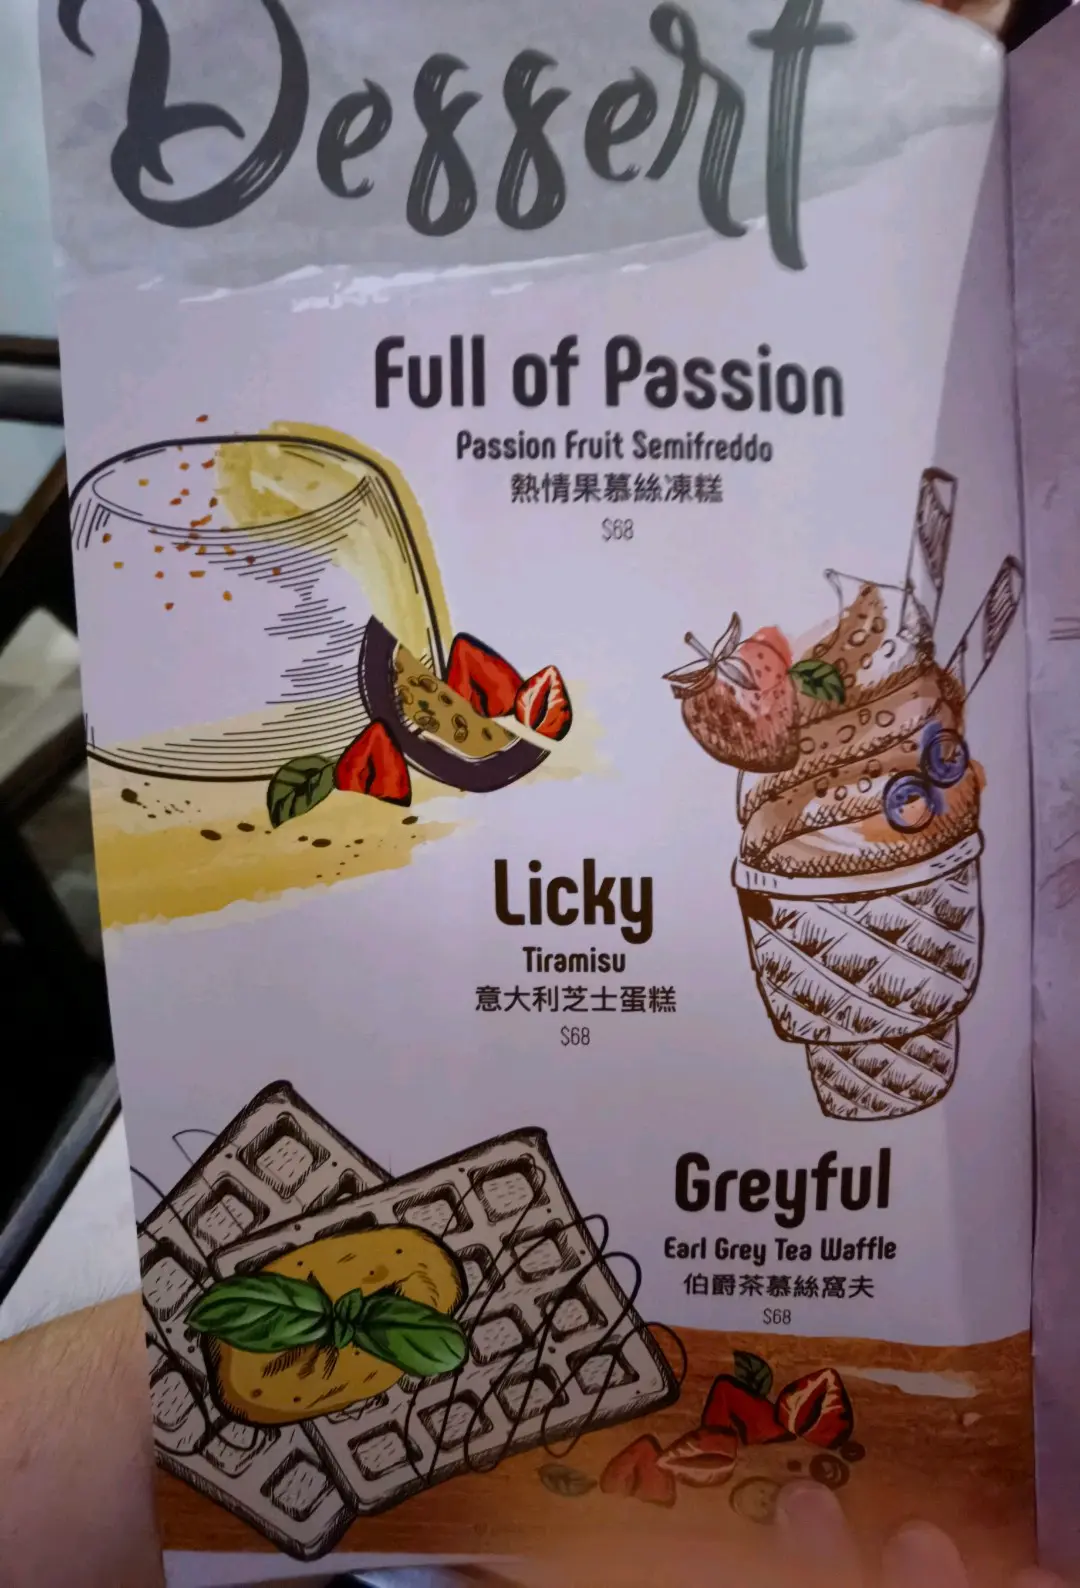 Dessert
Full of Passion
Passion Fruit Semifreddo
熱情果慕絲凍糕
$68
Licky
Tiramisu
意大利芝士蛋糕
$68
Greyful
Earl Grey Tea Waffle
伯爵茶慕絲窩夫
$68